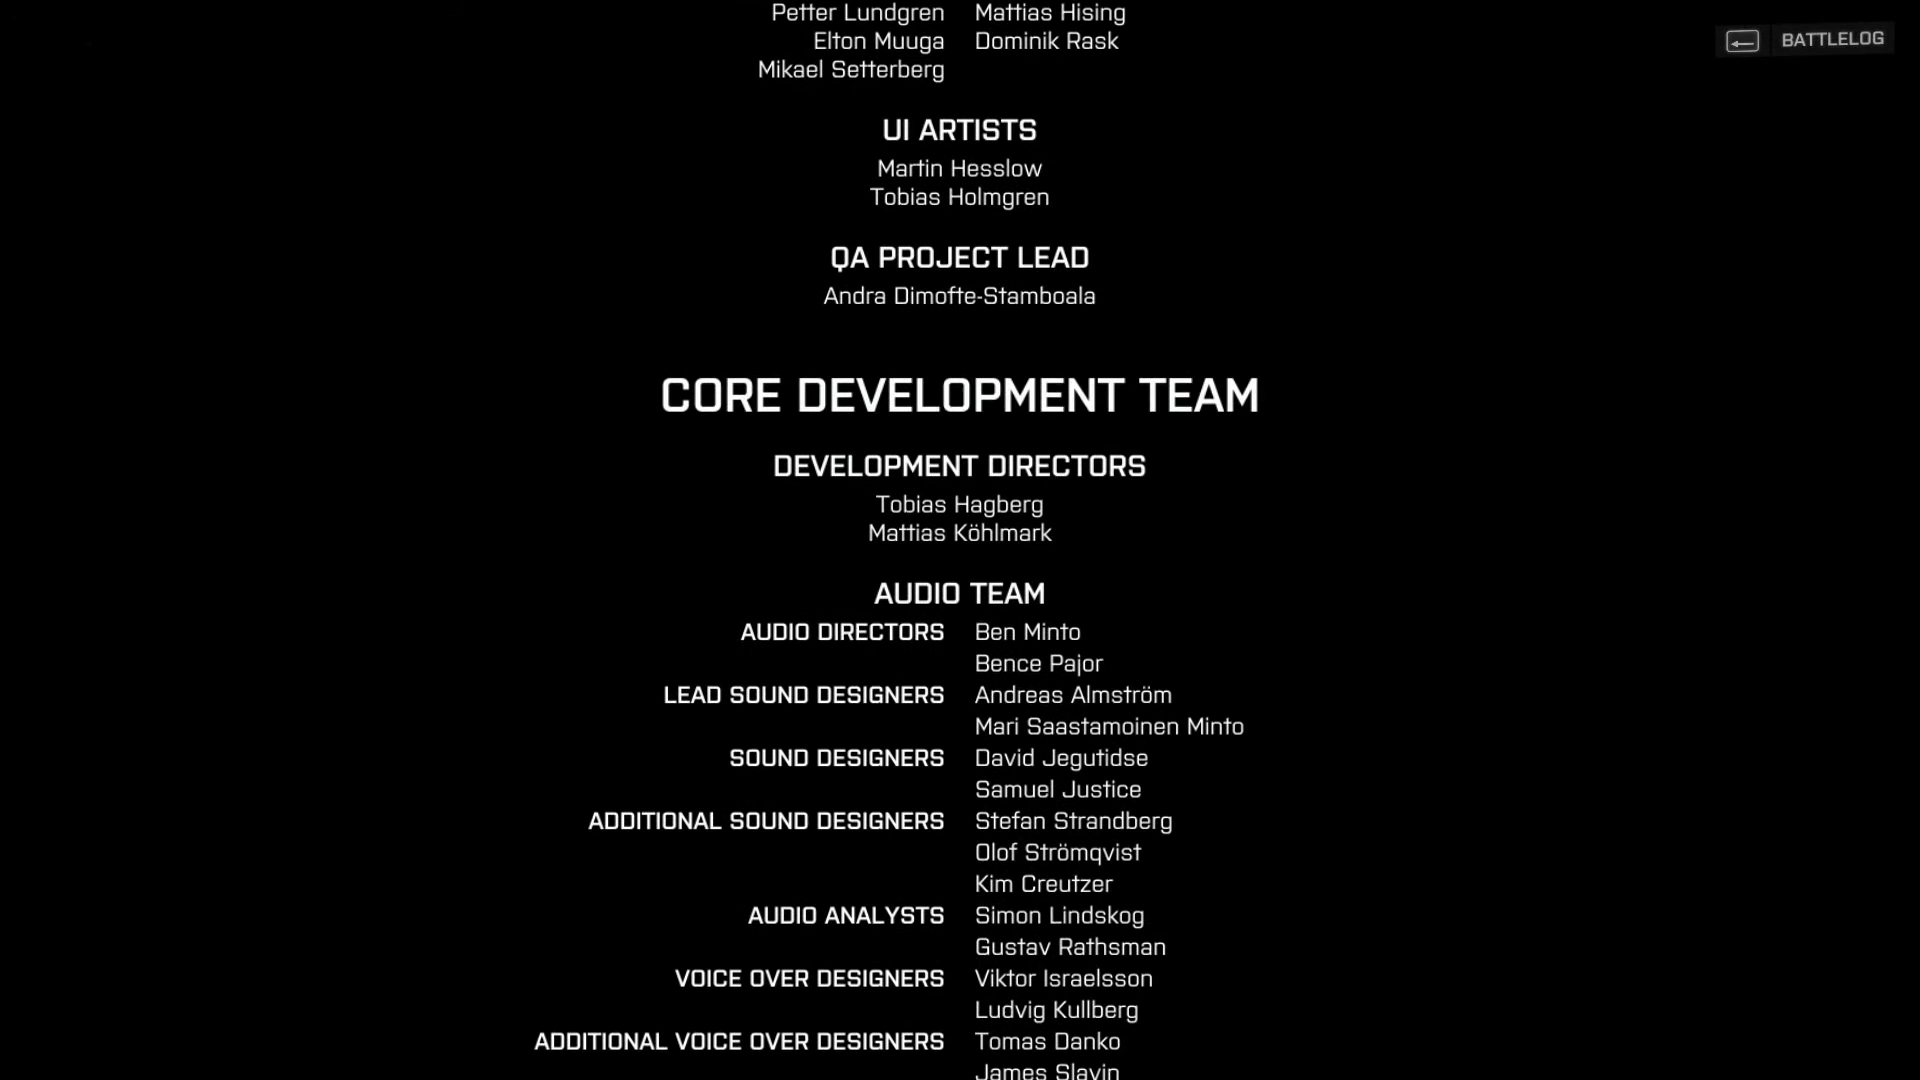 Petter Lundgren Mattias Hising
Elton Muuga Dominik Rask
Mikael Setterberg
BATTLELOG
UI ARTISTS
Martin Hesslow
Tobias Holmgren
QA PROJECT LEAD
Andra Dimofte-Stamboala
CORE DEVELOPMENT TEAM
DEVELOPMENT DIRECTORS
Tobias Hagberg
Mattias Köhlmark
AUDIO TEAM
AUDIO DIRECTORS Ben Minto
Bence Pajor
LEAD SOUND DESIGNERS Andreas Almström
Mari Saastamoinen Minto
SOUND DESIGNERS David Jegutidse
Samuel Justice
ADDITIONAL SOUND DESIGNERS Stefan Strandberg
Olof Strömqvist
Kim Creutzer
AUDIO ANALYSTS Simon Lindskog
Gustav Rathsman
VOICE OVER DESIGNERS Viktor Israelsson
Ludvig Kullberg
ADDITIONAL VOICE OVER DESIGNERS Tomas Danko
James Slavin